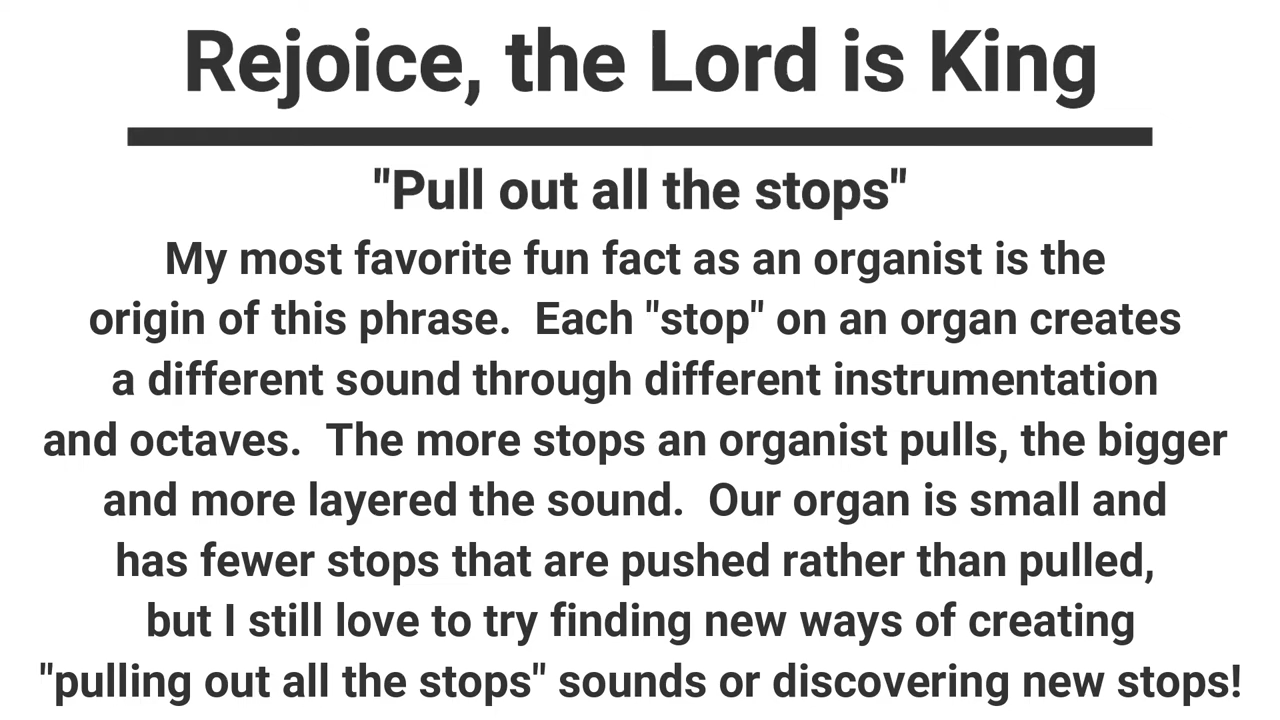 Rejoice, the Lord is King
"Pull out all the stops"
My most favorite fun fact as an organist is the
origin of this phrase.  Each "stop" on an organ creates
a different sound through different instrumentation
and octaves.  The more stops an organist pulls, the bigger
and more layered the sound.  Our organ is small and
has fewer stops that are pushed rather than pulled,
but I still love to try finding new ways of creating
"pulling out all the stops" sounds or discovering new stops!